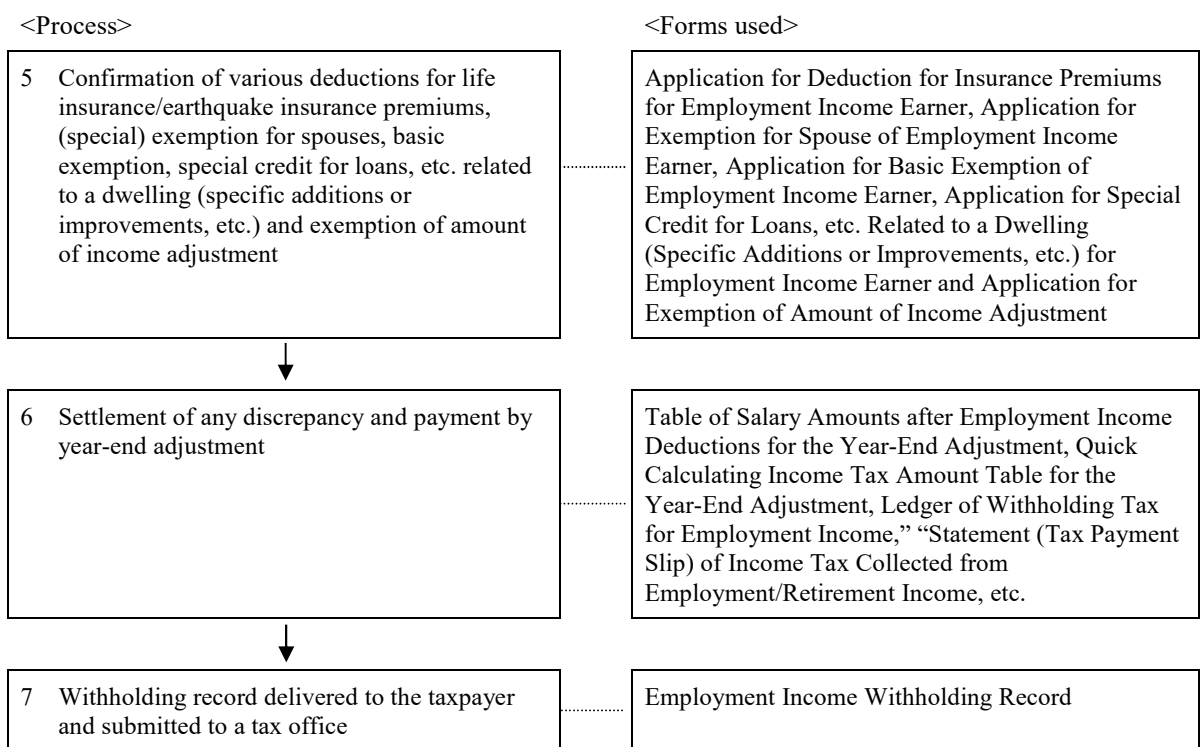 <Process>
<Forms used>
5 Confirmation of various deductions for life
insurance/earthquake insurance premiums,
(special) exemption for spouses, basic
exemption, special credit for loans, etc. related
to a dwelling (specific additions or
improvements, etc.) and exemption of amount
of income adjustment
Application for Deduction for Insurance Premiums
for Employment Income Earner, Application for
Exemption for Spouse of Employment Income
Earner, Application for Basic Exemption of
Employment Income Earner, Application for Special
Credit for Loans, etc. Related to a Dwelling
(Specific Additions or Improvements, etc.) for
Employment Income Earner and Application for
Exemption of Amount of Income Adjustment
6 Settlement of any discrepancy and payment by
year-end adjustment
Table of Salary Amounts after Employment Income
Deductions for the Year-End Adjustment, Quick
Calculating Income Tax Amount Table for the
Year-End Adjustment, Ledger of Withholding Tax
for Employment Income,” “Statement (Tax Payment
Slip) of Income Tax Collected from
Employment/Retirement Income, etc.
7 Withholding record delivered to the taxpayer
and submitted to a tax office
Employment Income Withholding Record